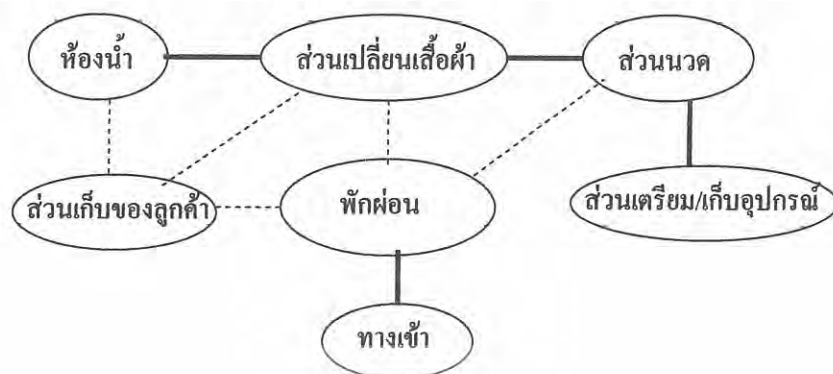 ห้องน้ำ
ส่วนเปลี่ยนเสื้อผ้า
ส่วนนวด
ส่วนเก็บของลูกค้า
พักผ่อน
ส่วนเตรียม/เก็บอุปกรณ์
ทางเข้า